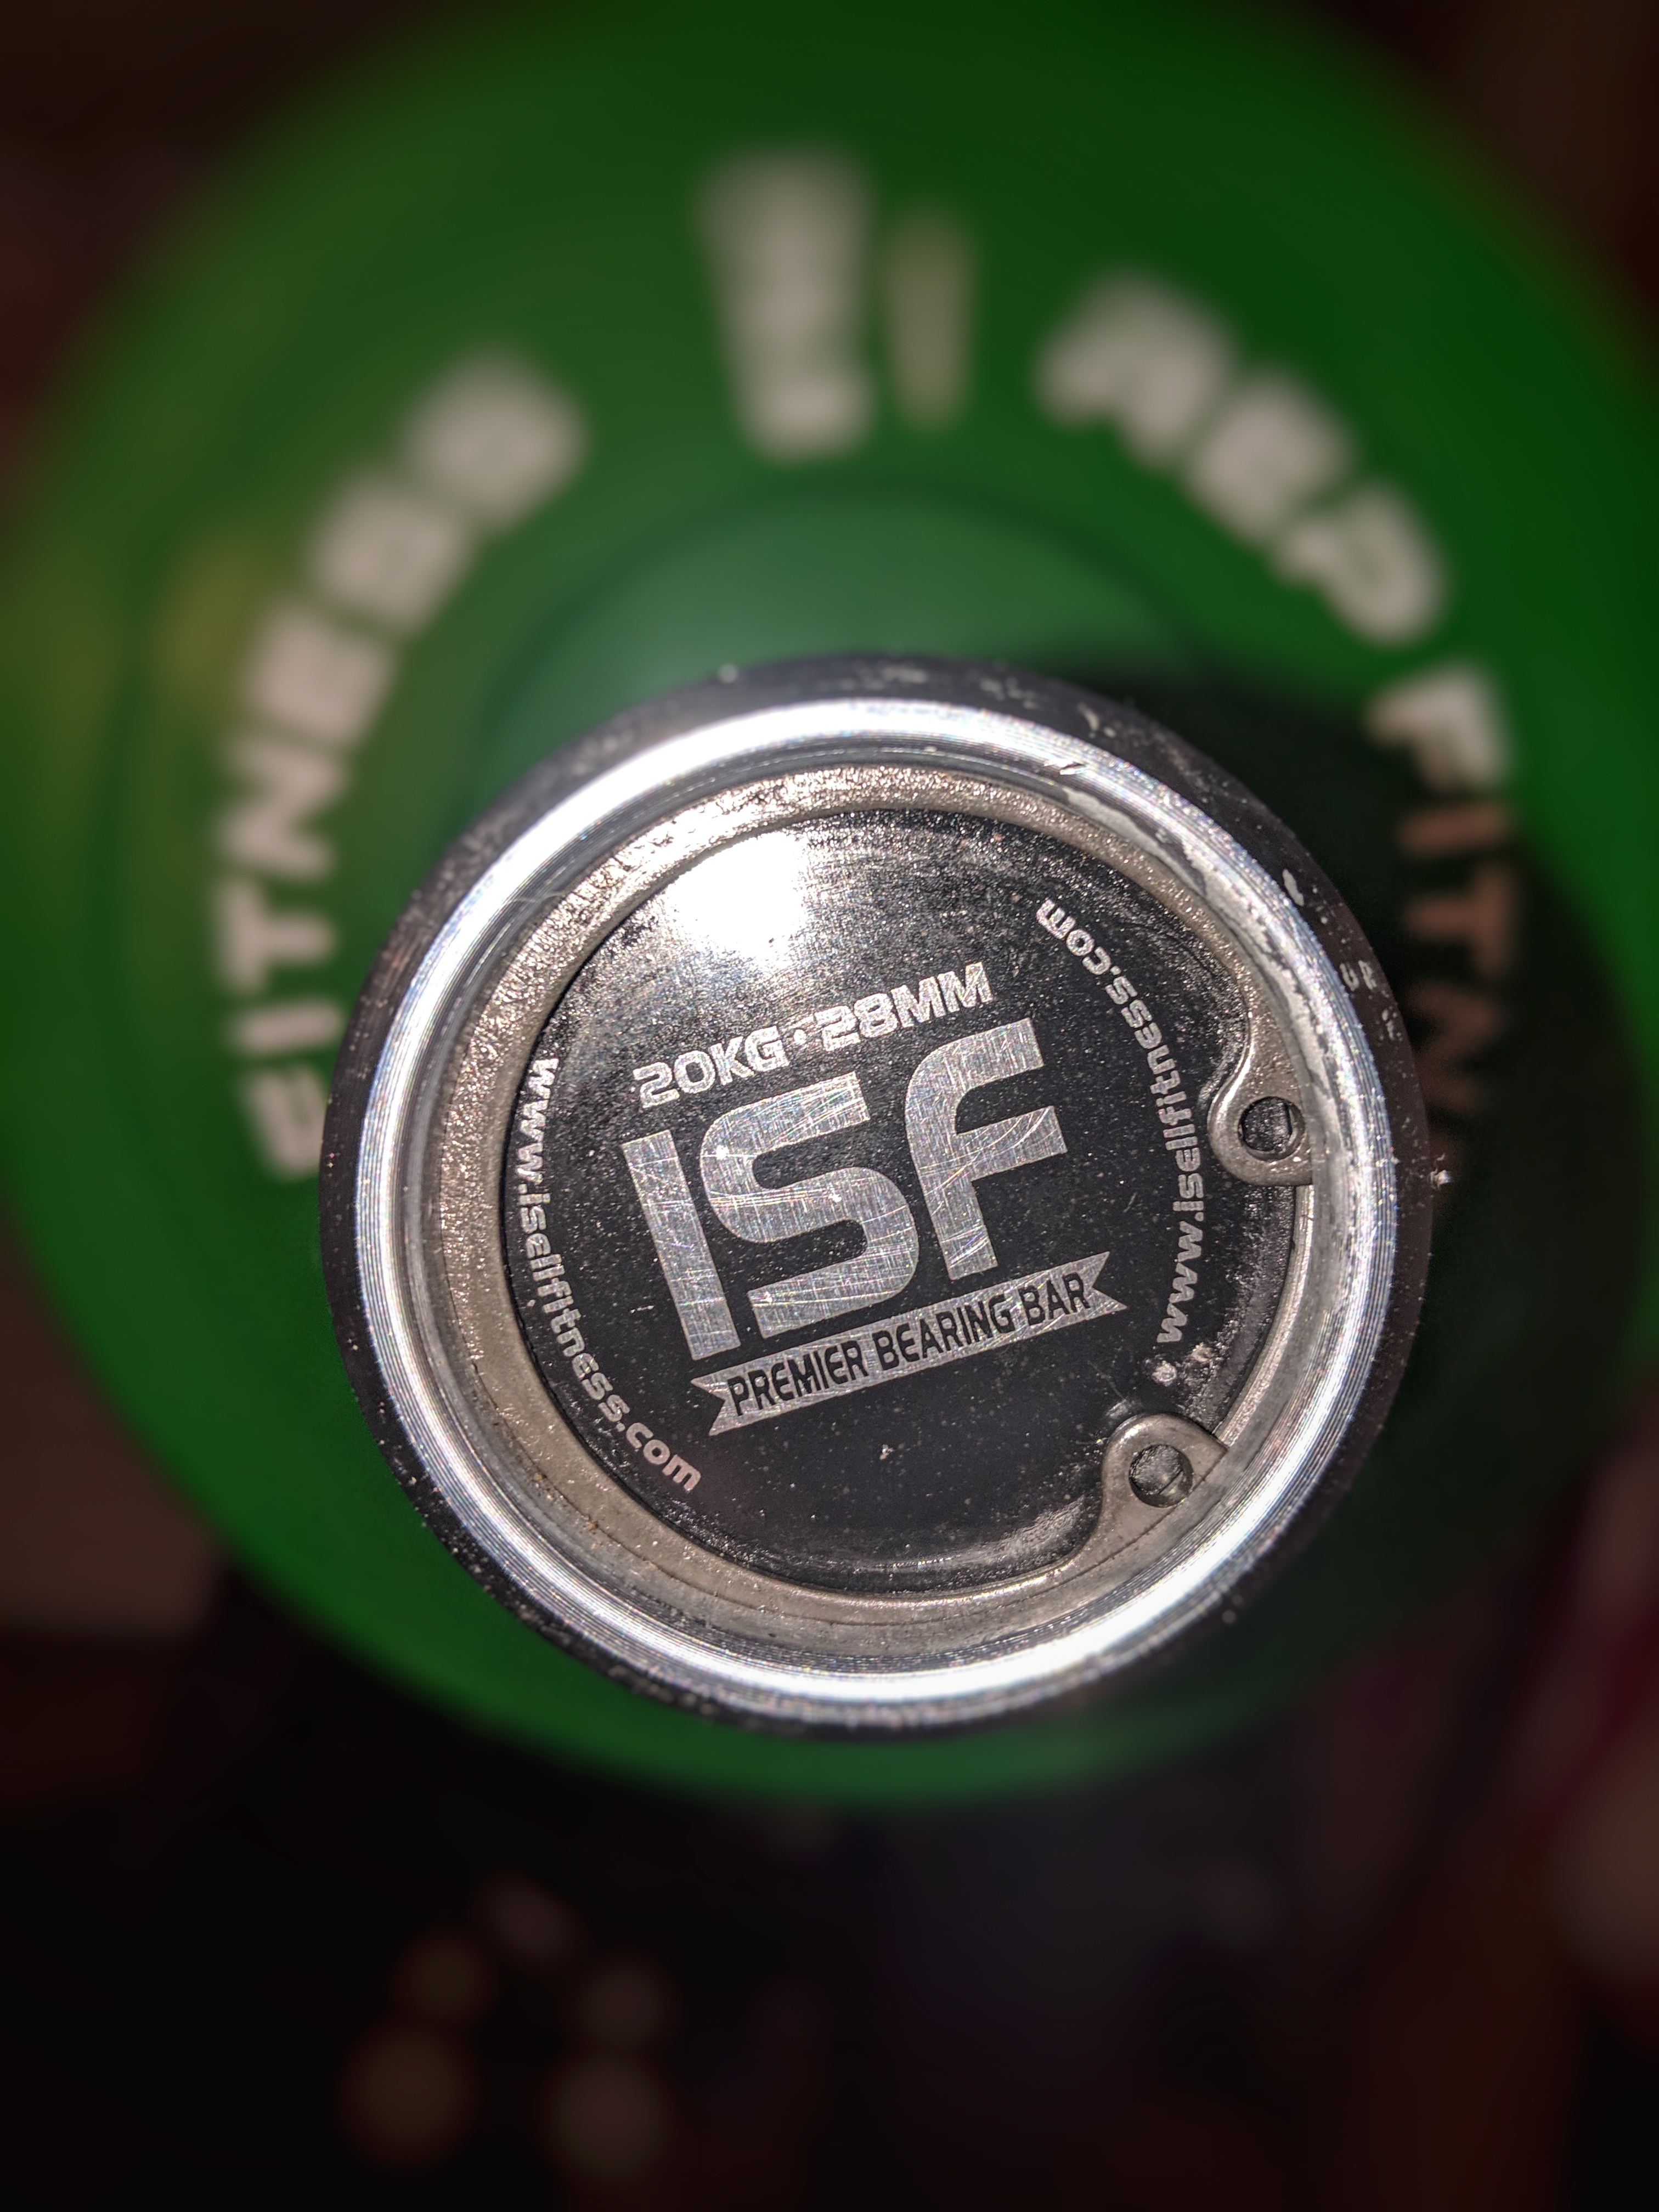 20KG • 28MM
ISF
PREMIER BEARING BAR
www.isellfitness.com
• www.isellfitness.com
FITNESS
REP FITN